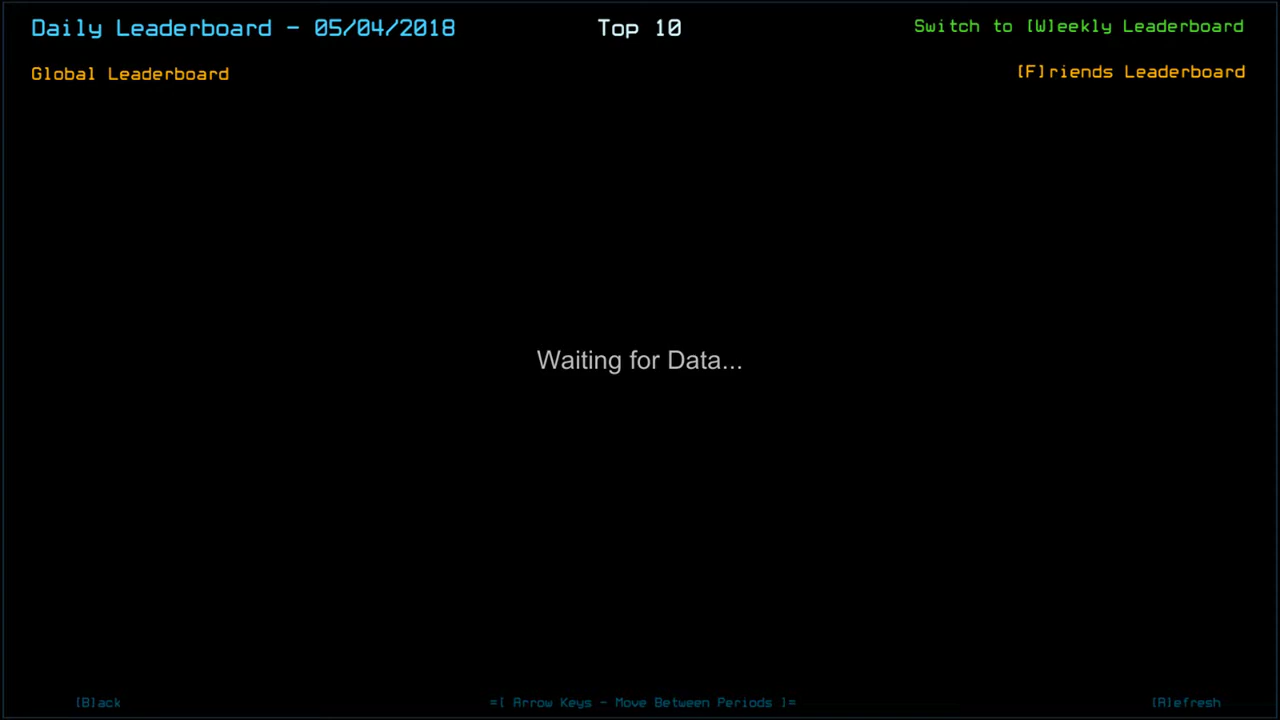 Daily Leaderboard - 05/04/2018 Top 10 Switch to [W]eekly Leaderboard
Global Leaderboard [F]riends Leaderboard
Waiting for Data...
[B]ack =[ Arrow Keys - Move Between Periods ]= [R]efresh